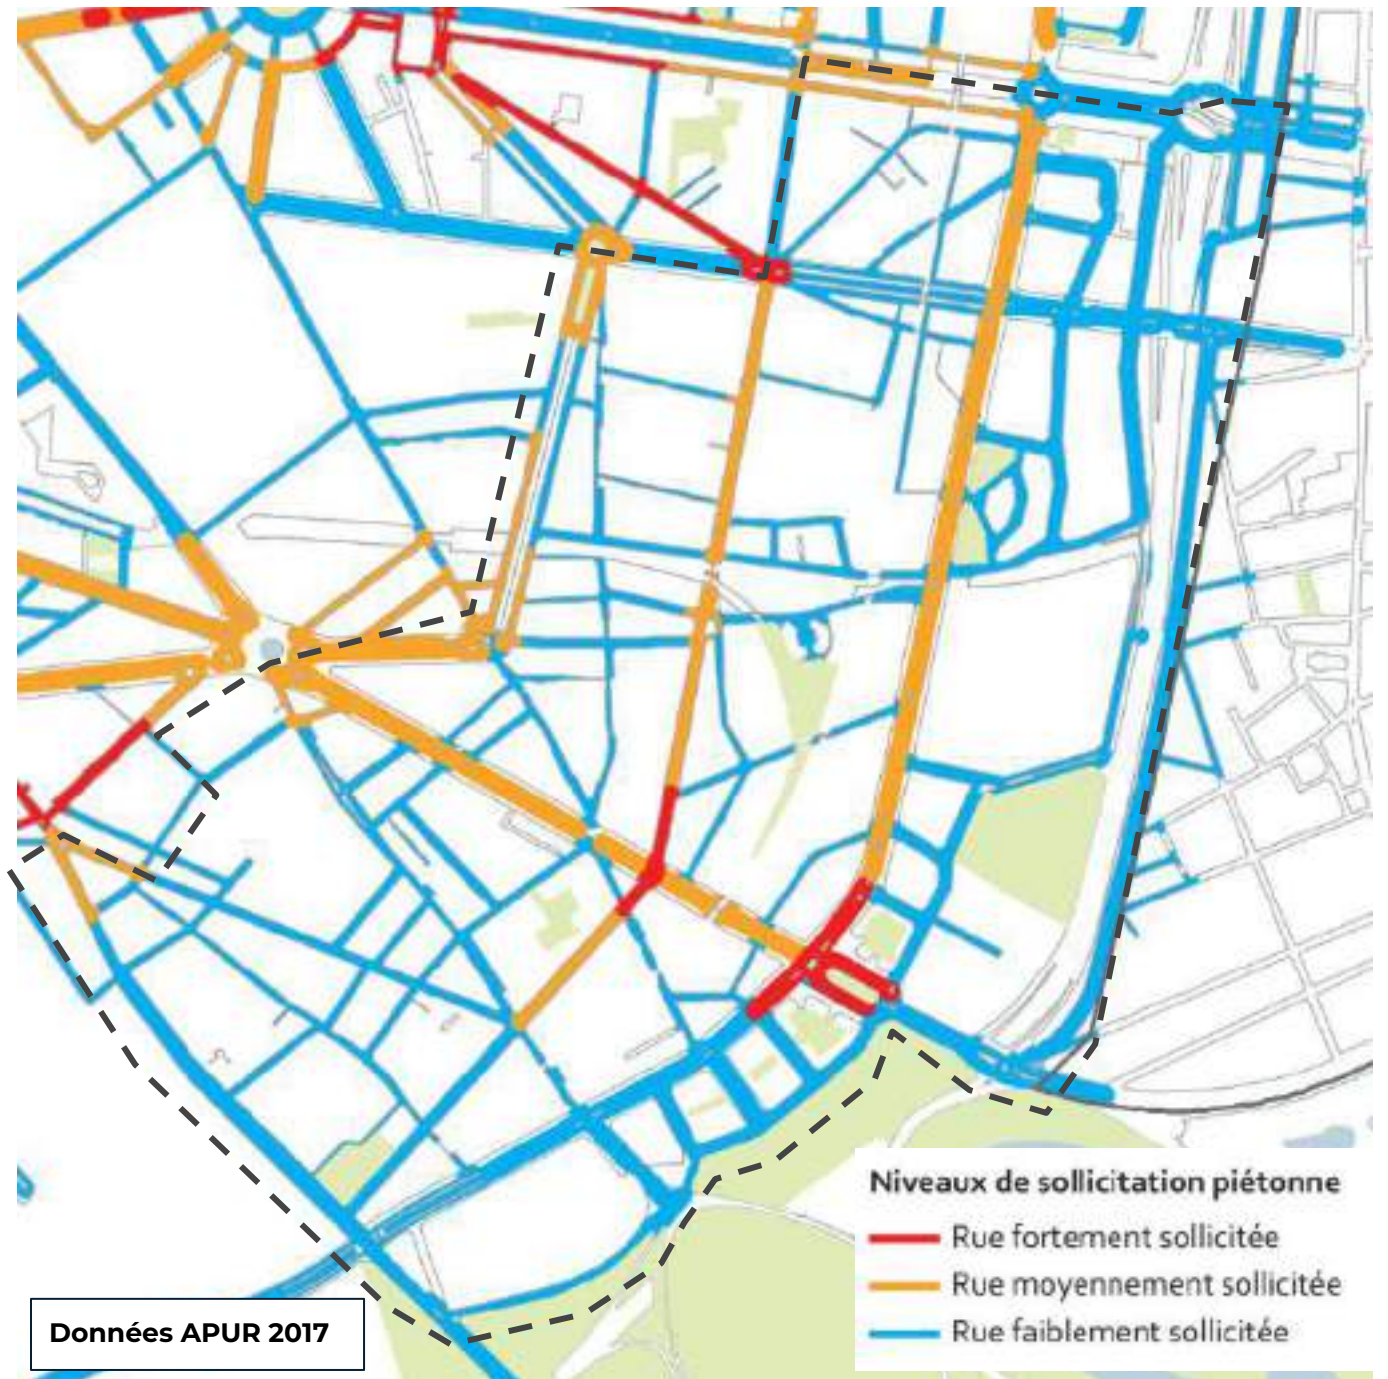 Niveaux de sollicitation piétonne
Rue fortement sollicitée
Rue moyennement sollicitée
Rue faiblement sollicitée
Données APUR 2017